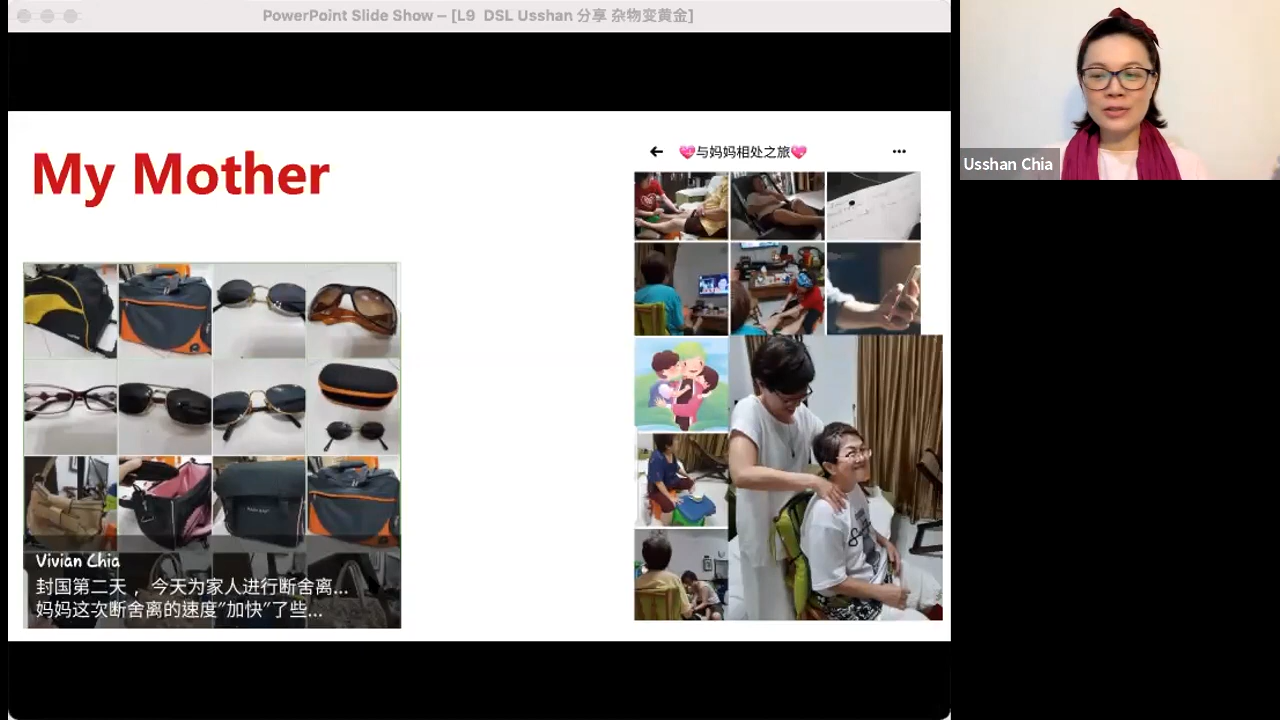 PowerPoint Slide Show – [L9 DSL Usshan 分享 杂物变黄金]
My Mother
💗与妈妈相处之旅💗
Vivian Chia
封国第二天 ，今天为家人进行断舍离...
妈妈这次断舍离的速度"加快"了些...
Usshan Chia